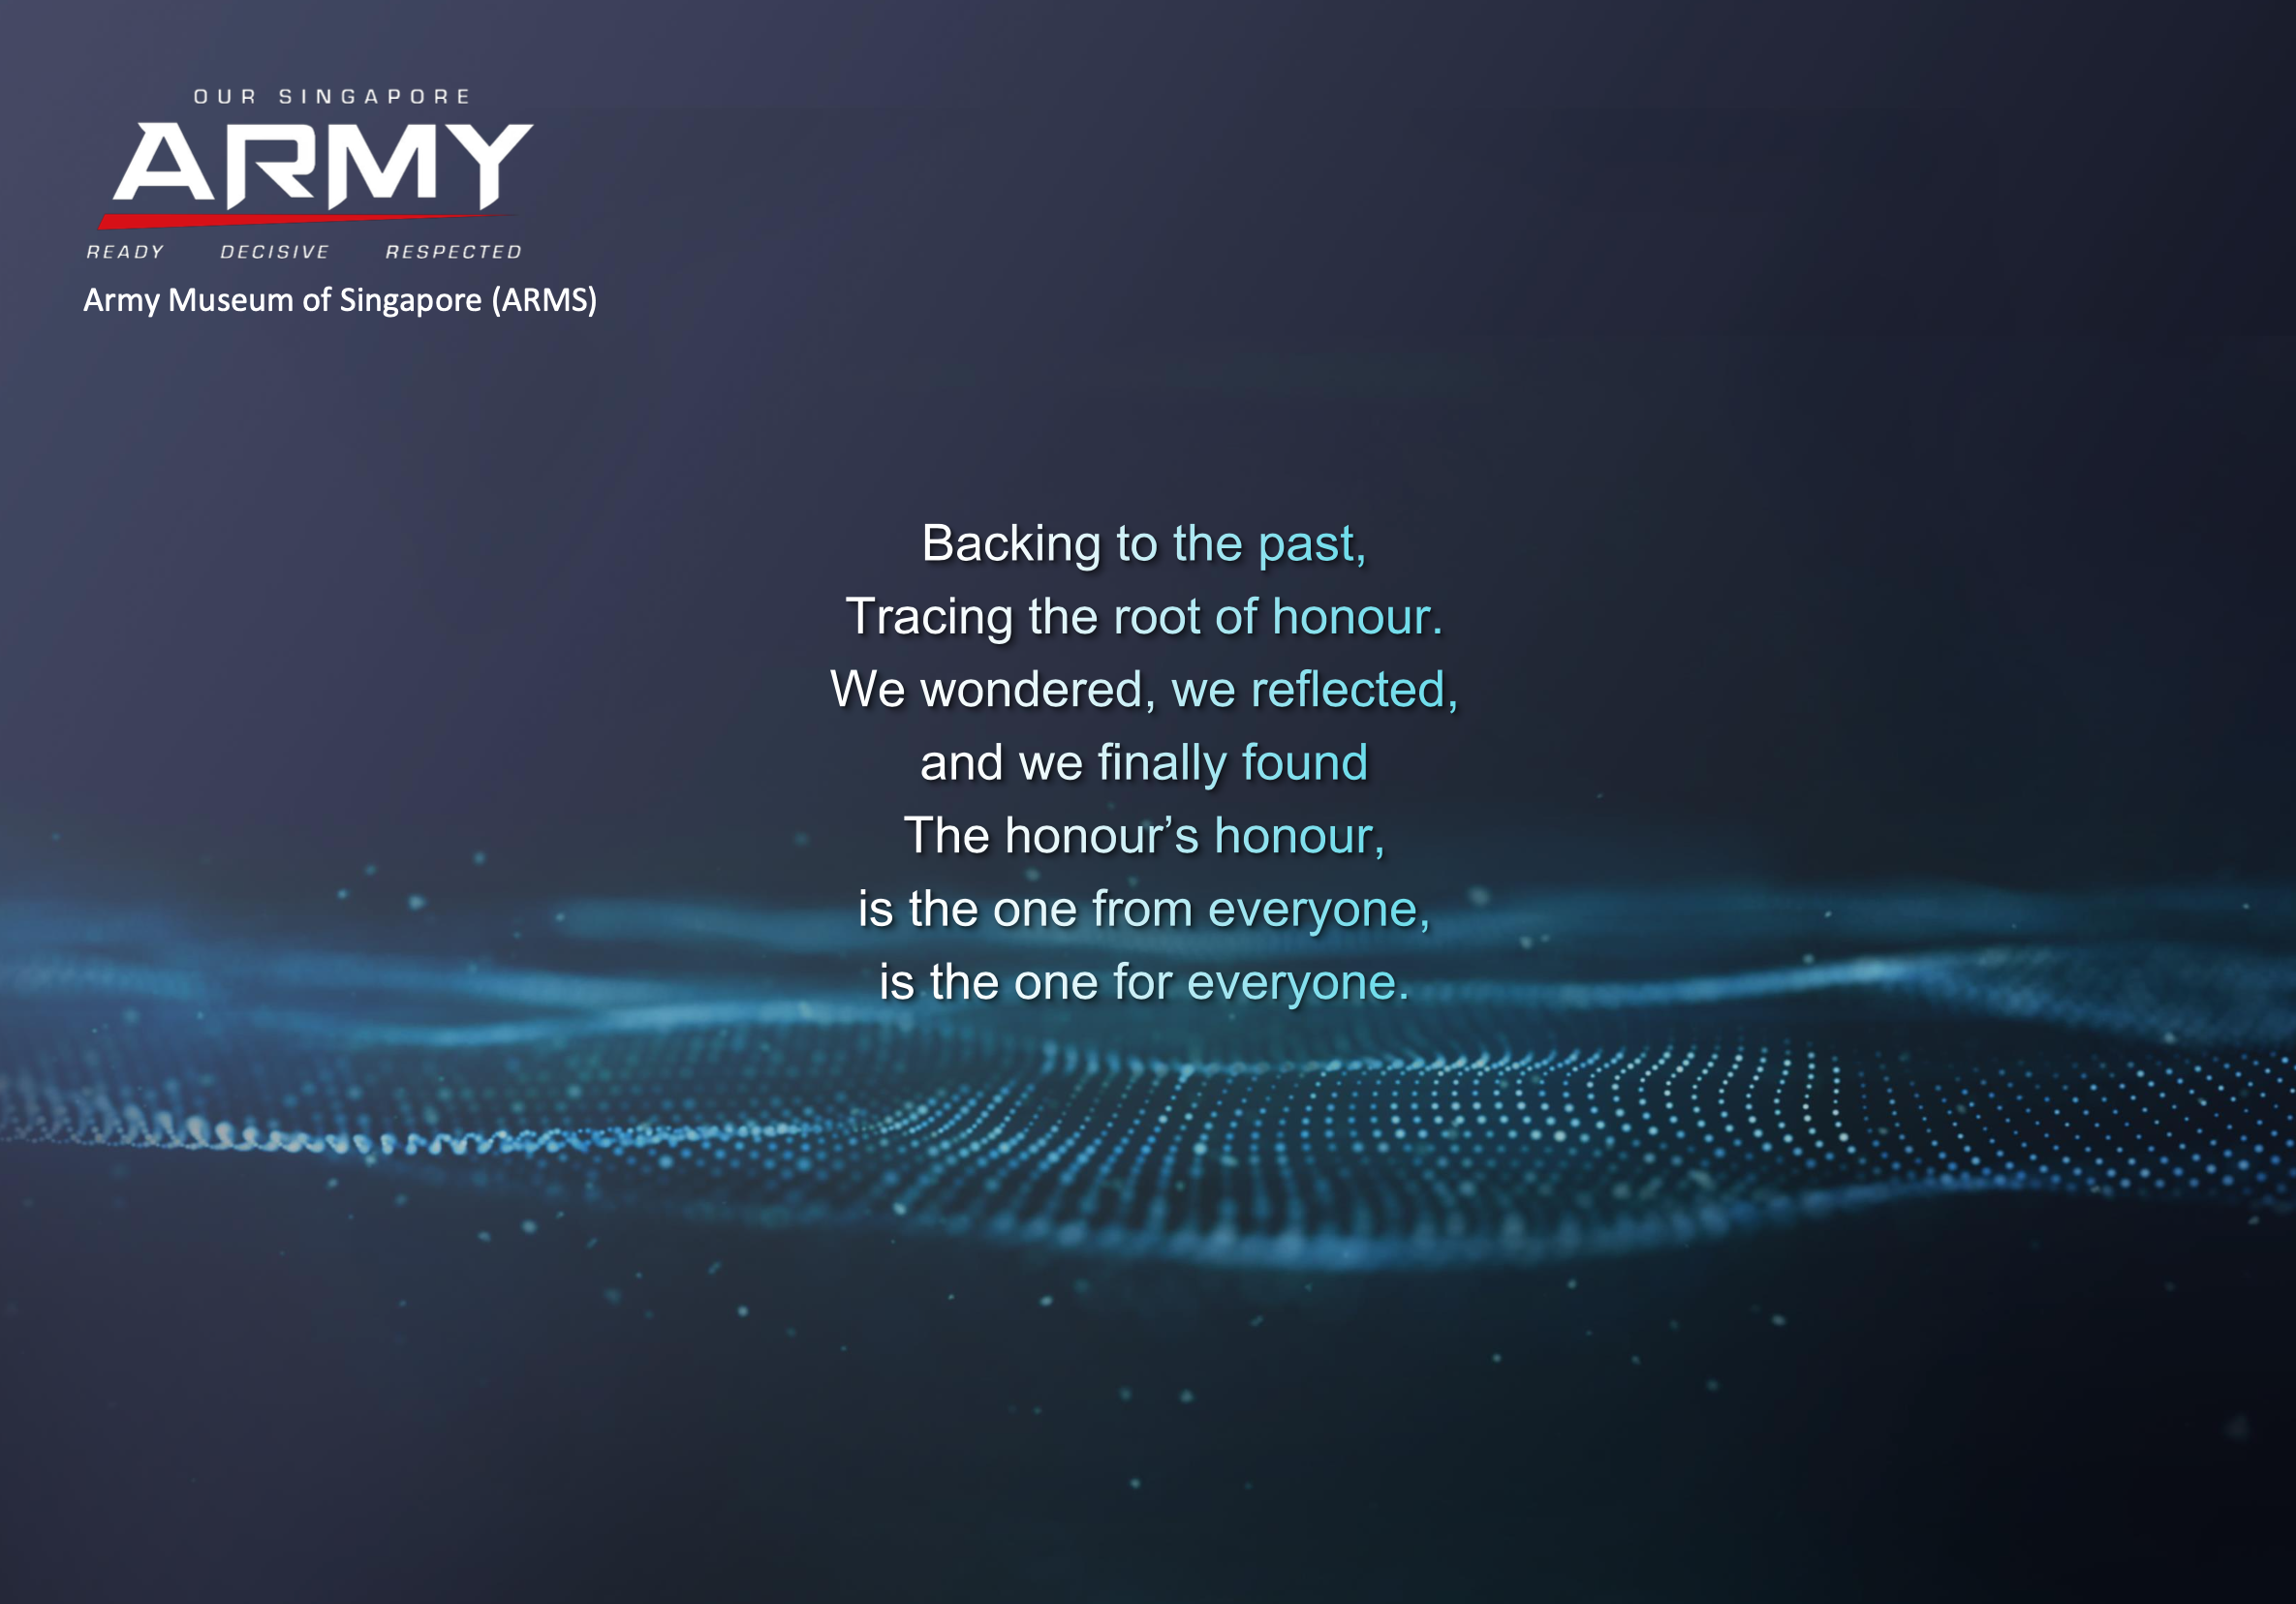 OUR SINGAPORE
ARMY
READY DECISIVE RESPECTED
Army Museum of Singapore (ARMS)
Backing to the past,
Tracing the root of honour.
We wondered, we reflected,
and we finally found
The honour’s honour,
is the one from everyone,
is the one for everyone.